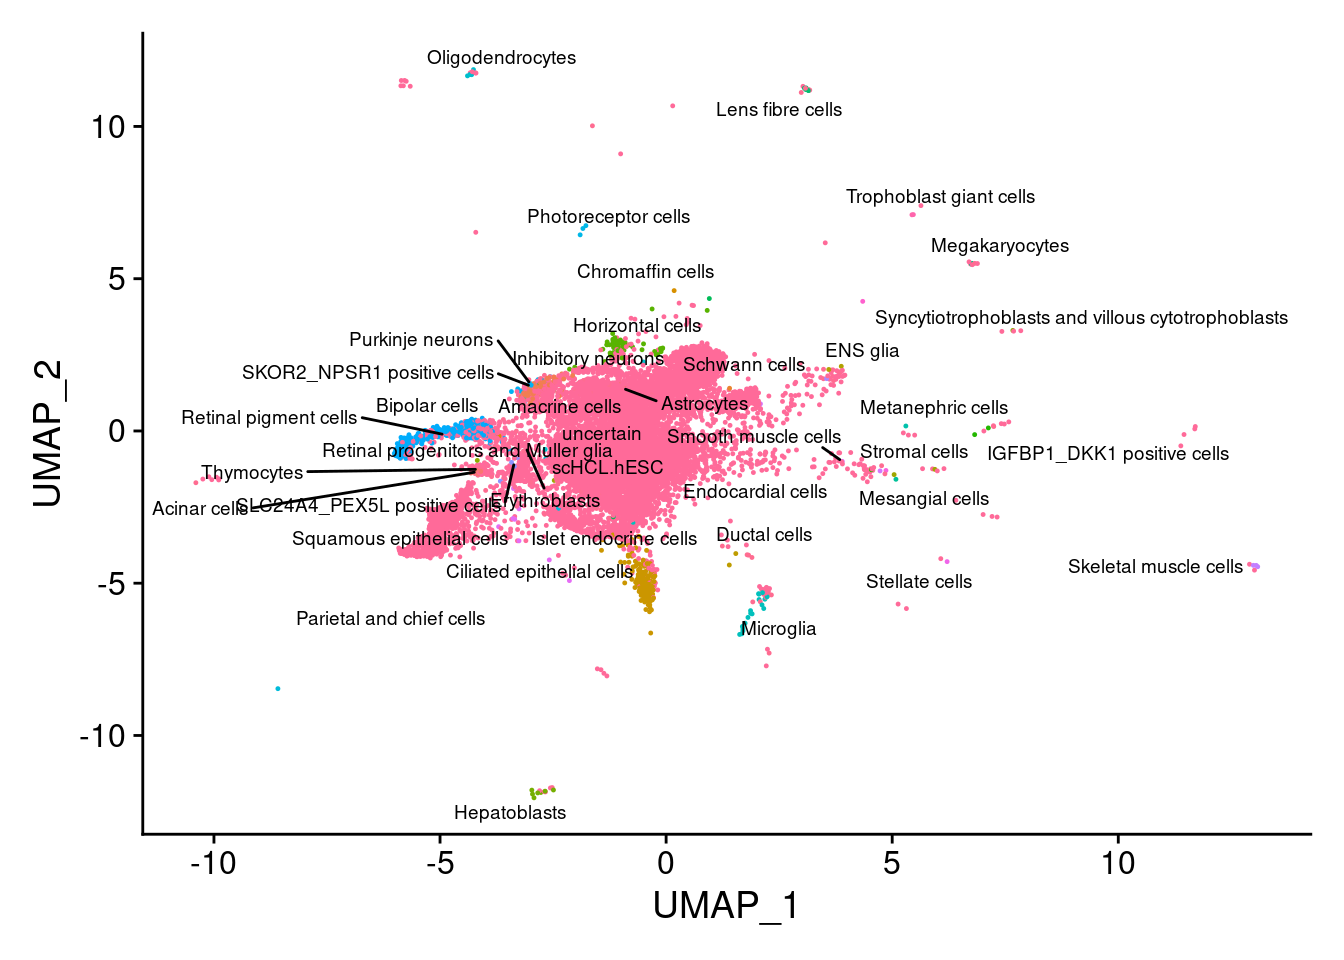 Oligodendrocytes
Lens fibre cells
10
Trophoblast giant cells
Photoreceptor cells
Megakaryocytes
Chromaffin cells
5
Syncytiotrophoblasts and villous cytotrophoblasts
Horizontal cells
Purkinje neurons
ENS glia
Inhibitory neurons
Schwann cells
SKOR2_NPSR1 positive cells
Bipolar cells
Amacrine cells
Astrocytes
Metanephric cells
Retinal pigment cells
0
uncertain
Smooth muscle cells
Retinal progenitors and Muller glia
Stromal cells
IGFBP1_DKK1 positive cells
Thymocytes
scHCL.hESC
Endocardial cells
Mesangial cells
Acinar cells
SLC24A4_PEX5L positive cells
Erythroblasts
Squamous epithelial cells
Islet endocrine cells
Ductal cells
Skeletal muscle cells
Ciliated epithelial cells
Stellate cells
-5
Parietal and chief cells
Microglia
-10
Hepatoblasts
-10
-5
0
5
10
UMAP_1
UMAP_2